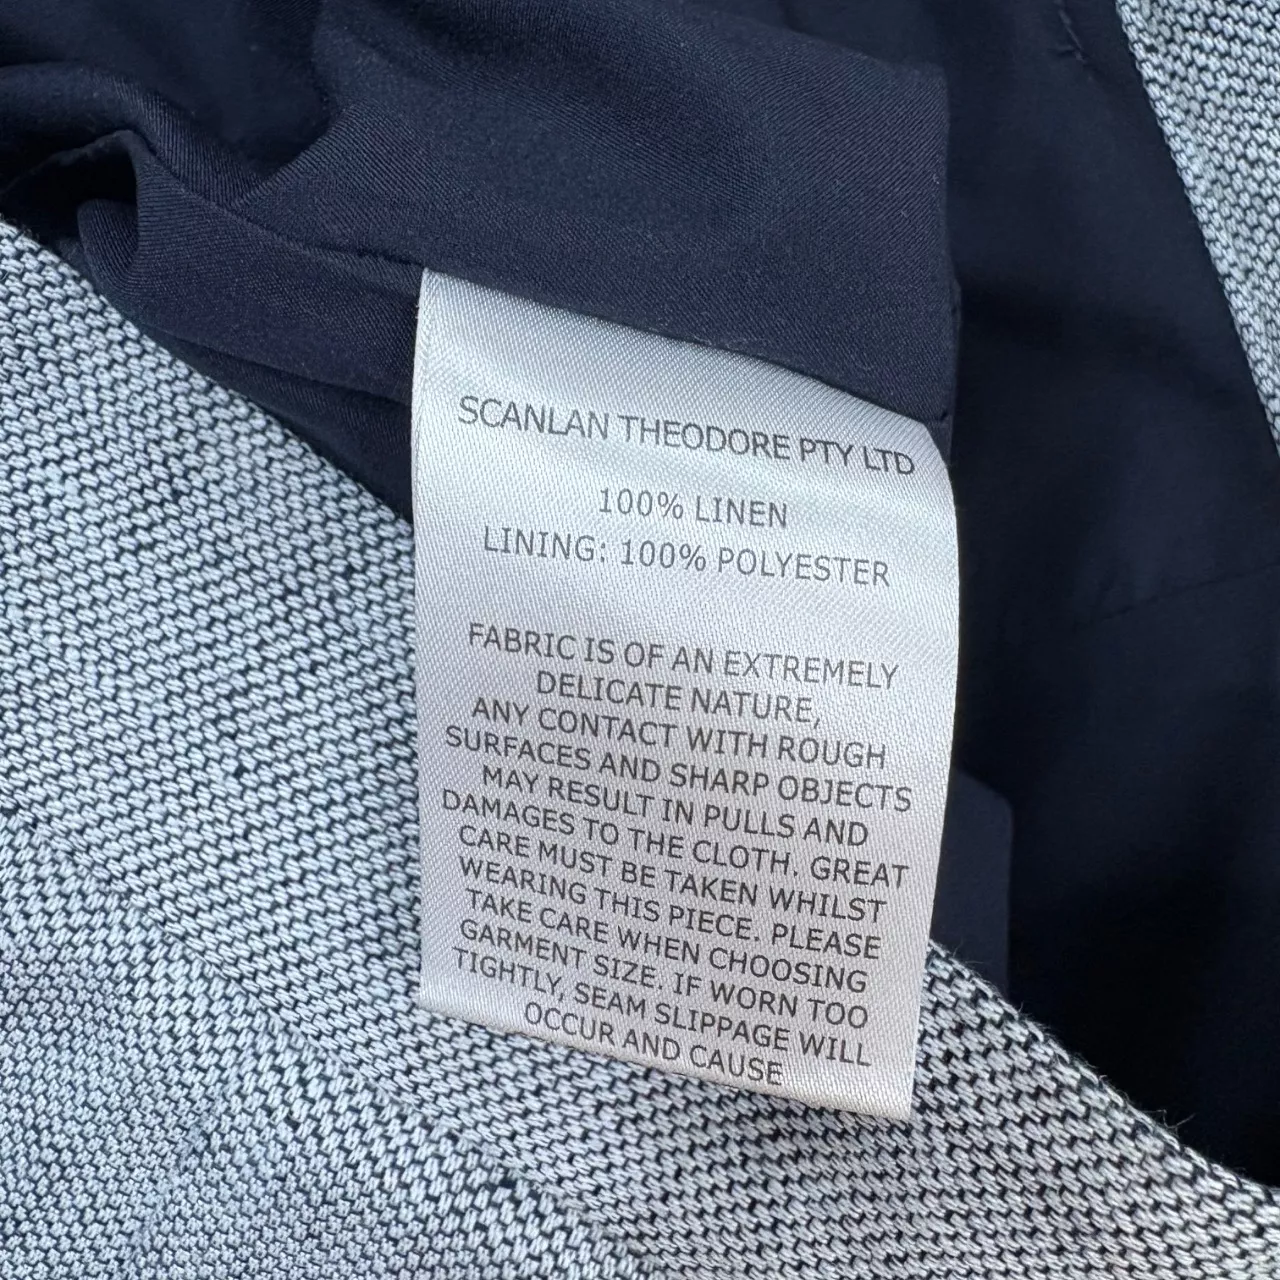 SCANLAN THEODORE PTY LTD
100% LINEN
LINING: 100% POLYESTER
FABRIC IS OF AN EXTREMELY
DELICATE NATURE,
ANY CONTACT WITH ROUGH
SURFACES AND SHARP OBJECTS
MAY RESULT IN PULLS AND
DAMAGES TO THE CLOTH. GREAT
CARE MUST BE TAKEN WHILST
WEARING THIS PIECE. PLEASE
TAKE CARE WHEN CHOOSING
GARMENT SIZE. IF WORN TOO
TIGHTLY, SEAM SLIPPAGE WILL
OCCUR AND CAUSE